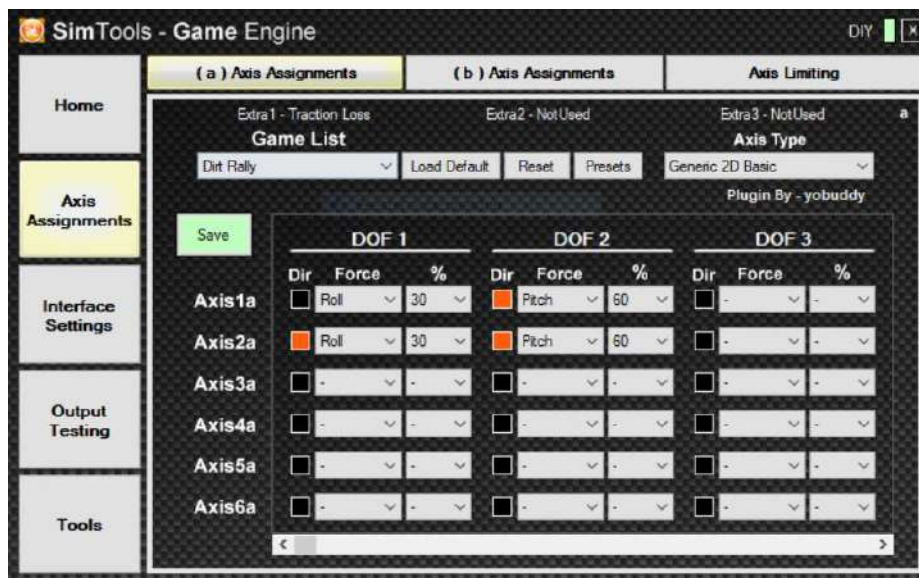 SimTools - Game Engine DIY X
( a ) Axis Assignments ( b ) Axis Assignments Axis Limiting
Home
Extra1 - Traction Loss Extra2 - NotUsed Extra3 - NotUsed a
Game List Axis Type
Dirt Rally Load Default Reset Presets Generic 2D Basic
Plugin By - yobuddy
Axis Assignments
Save
DOF 1 DOF 2 DOF 3
Dir Force % Dir Force % Dir Force %
Axis1a Roll 30 Pitch 60 - -
Interface Settings
Axis2a Roll 30 Pitch 60 - -
Axis3a - - - - - -
Output Testing
Axis4a - - - - - -
Axis5a - - - - - -
Axis6a - - - - - -
Tools
< >